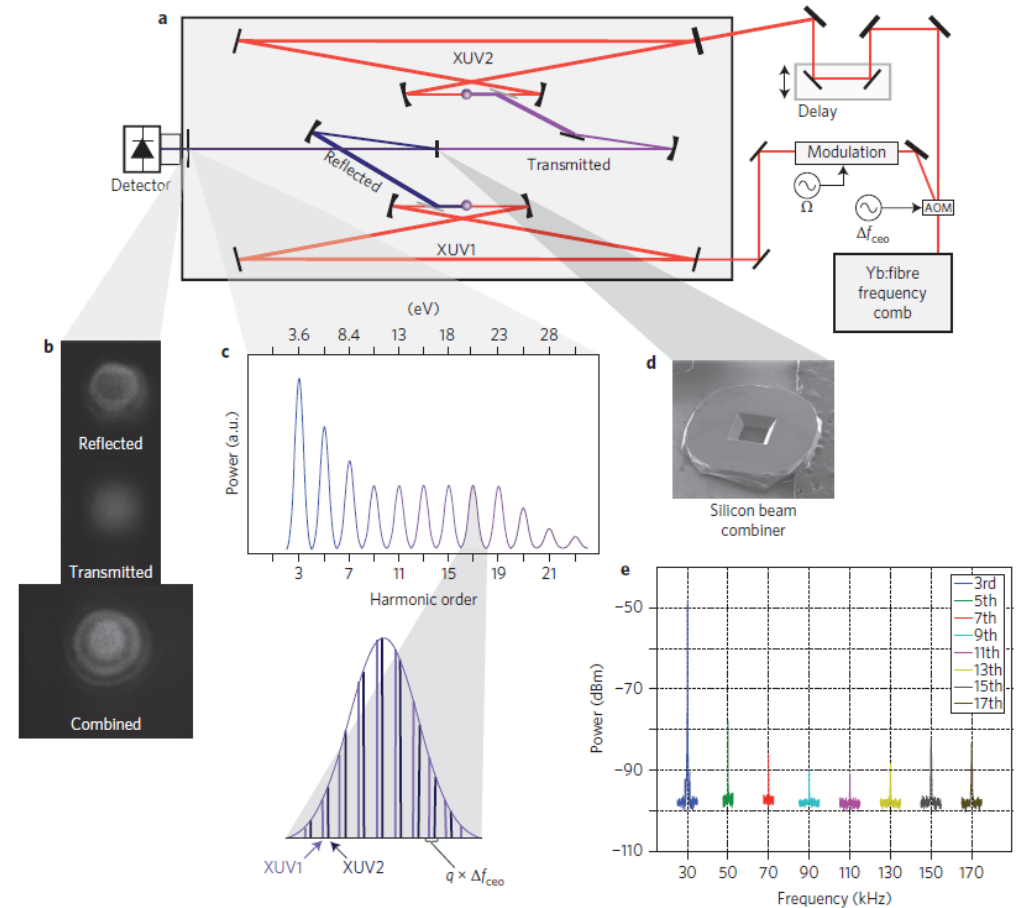 a
XUV2
Delay
Reflected
Transmitted
Detector
Modulation
Ω
AOM
Δf_ceo
XUV1
Yb:fibre
frequency
comb
b
Reflected
Transmitted
Combined
c
(eV)
3.6 8.4 13 18 23 28
Power (a.u.)
3 7 11 15 19 21
Harmonic order
XUV1
XUV2
q × Δf_ceo
d
Silicon beam
combiner
e
3rd
5th
7th
9th
11th
13th
15th
17th
Power (dBm)
−50
−70
−90
−110
30 50 70 90 110 130 150 170
Frequency (kHz)